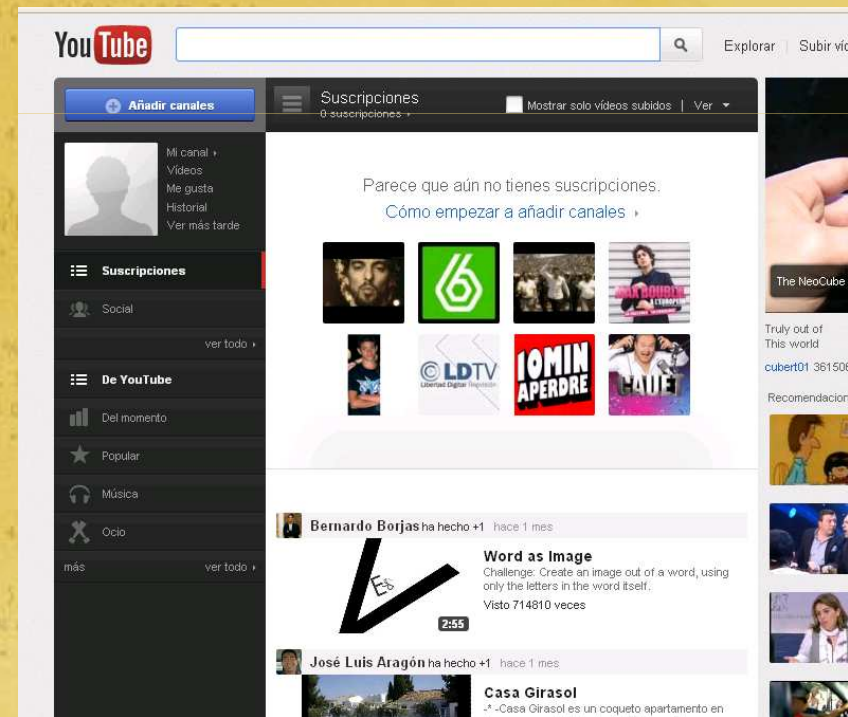 YouTube
Explorar | Subir víd
Añadir canales
Mi canal
Vídeos
Me gusta
Historial
Ver más tarde
Suscripciones
Social
ver todo
De YouTube
Del momento
Popular
Música
Ocio
más
ver todo
Suscripciones
0 suscripciones
Mostrar solo vídeos subidos | Ver
Parece que aún no tienes suscripciones.
Cómo empezar a añadir canales
6
MAX BOUBLIL
A L'EUROPÉEN
© LDTV
Libertad Digital Televisión
10MIN
APERDRE
CAUET
Bernardo Borjas ha hecho +1 hace 1 mes
Word as Image
Challenge: Create an image out of a word, using
only the letters in the word itself.
Visto 714810 veces
2:55
José Luis Aragón ha hecho +1 hace 1 mes
Casa Girasol
-* -Casa Girasol es un coqueto apartamento en
The NeoCube
Truly out of
This world
cubert01 361506
Recomendacion